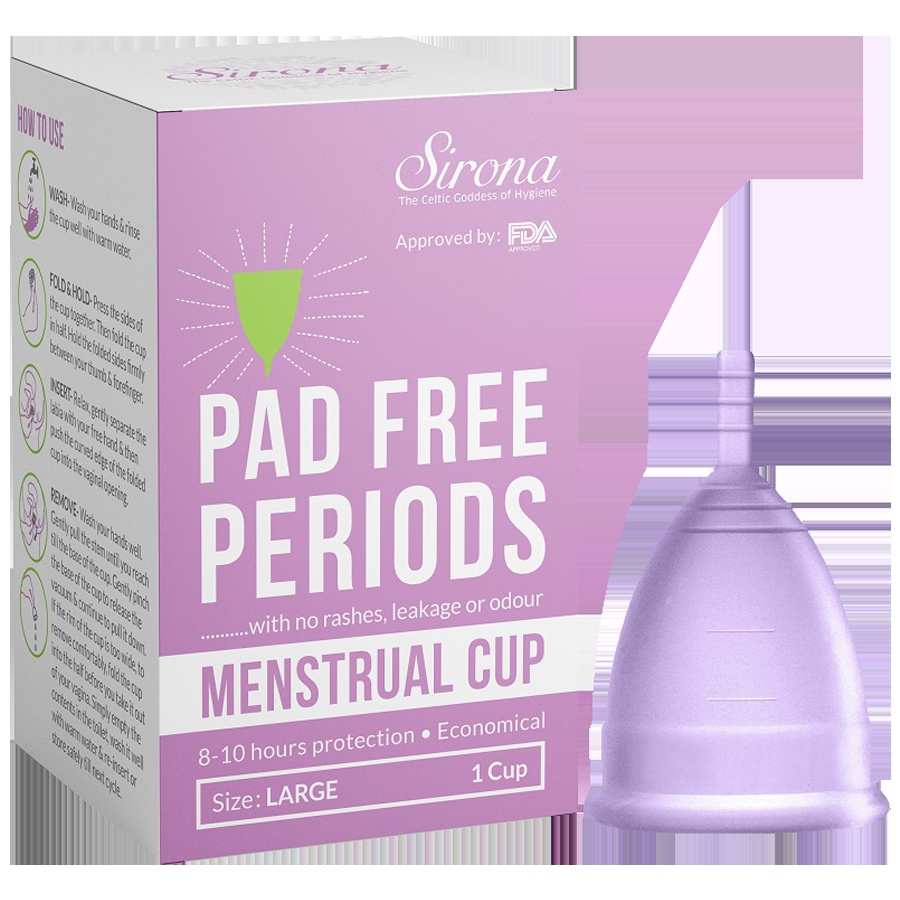 Sirona
The Celtic Goddess of Hygiene
HOW TO USE
WASH- Wash your hands & rinse
the cup well with warm water.
FOLD & HOLD- Press the sides of
the cup together. Then fold the cup
in half. Hold the folded sides firmly
between your thumb & forefinger.
INSERT- Relax, gently separate the
labia with your free hand & then
push the curved edge of the folded
cup into the vaginal opening.
REMOVE- Wash your hands well.
Gently pull the stem until you reach
till the base of the cup. Gently pinch
the base of the cup to release the
vacuum & continue to pull it down.
If the rim of the cup is too wide, to
remove comfortably, fold the cup
into the half before you take it out
of your vagina. Simply empty the
contents in the toilet, wash it well
with warm water & re-insert or
store safely till next cycle.
Sirona
The Celtic Goddess of Hygiene
Approved by: FDA
APPROVED
PAD FREE
PERIODS
..........with no rashes, leakage or odour
MENSTRUAL CUP
8-10 hours protection • Economical
Size: LARGE 1 Cup